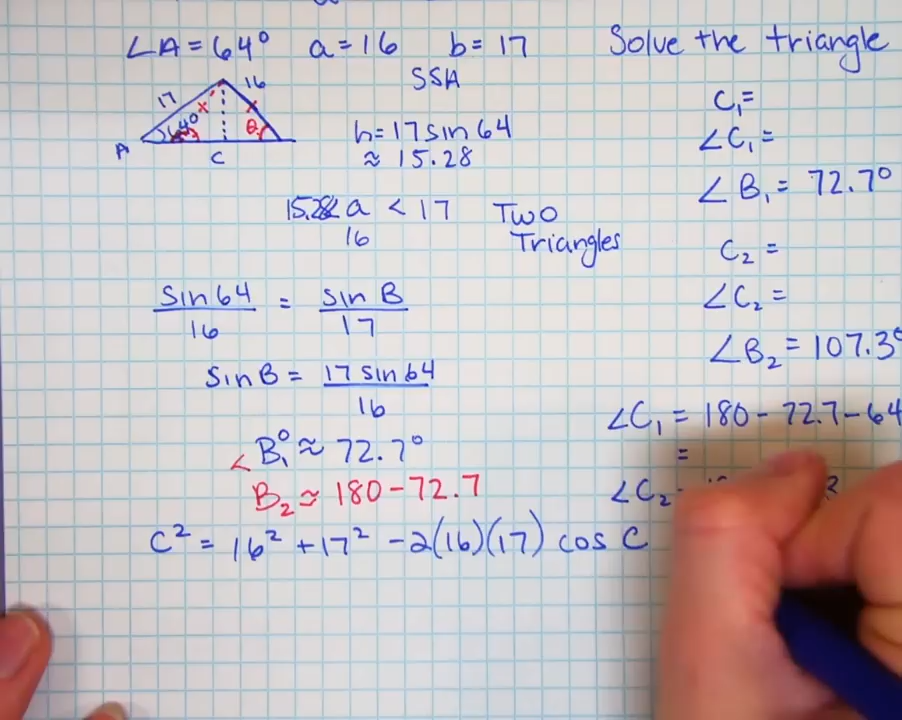 ∠A = 64° a = 16 b = 17 Solve the triangle
17 16
64° θ
A C
SSA
h = 17 sin 64
≈ 15.28
15.28 < a < 17 Two
16 Triangles
C₁ =
∠C₁ =
∠B₁ = 72.7°
C₂ =
∠C₂ =
∠B₂ = 107.3°
sin 64 / 16 = sin B / 17
sin B = 17 sin 64 / 16
∠B₁° ≈ 72.7°
B₂ ≈ 180 - 72.7
C² = 16² + 17² - 2(16)(17) cos C
∠C₁ = 180 - 72.7 - 64
=
∠C₂